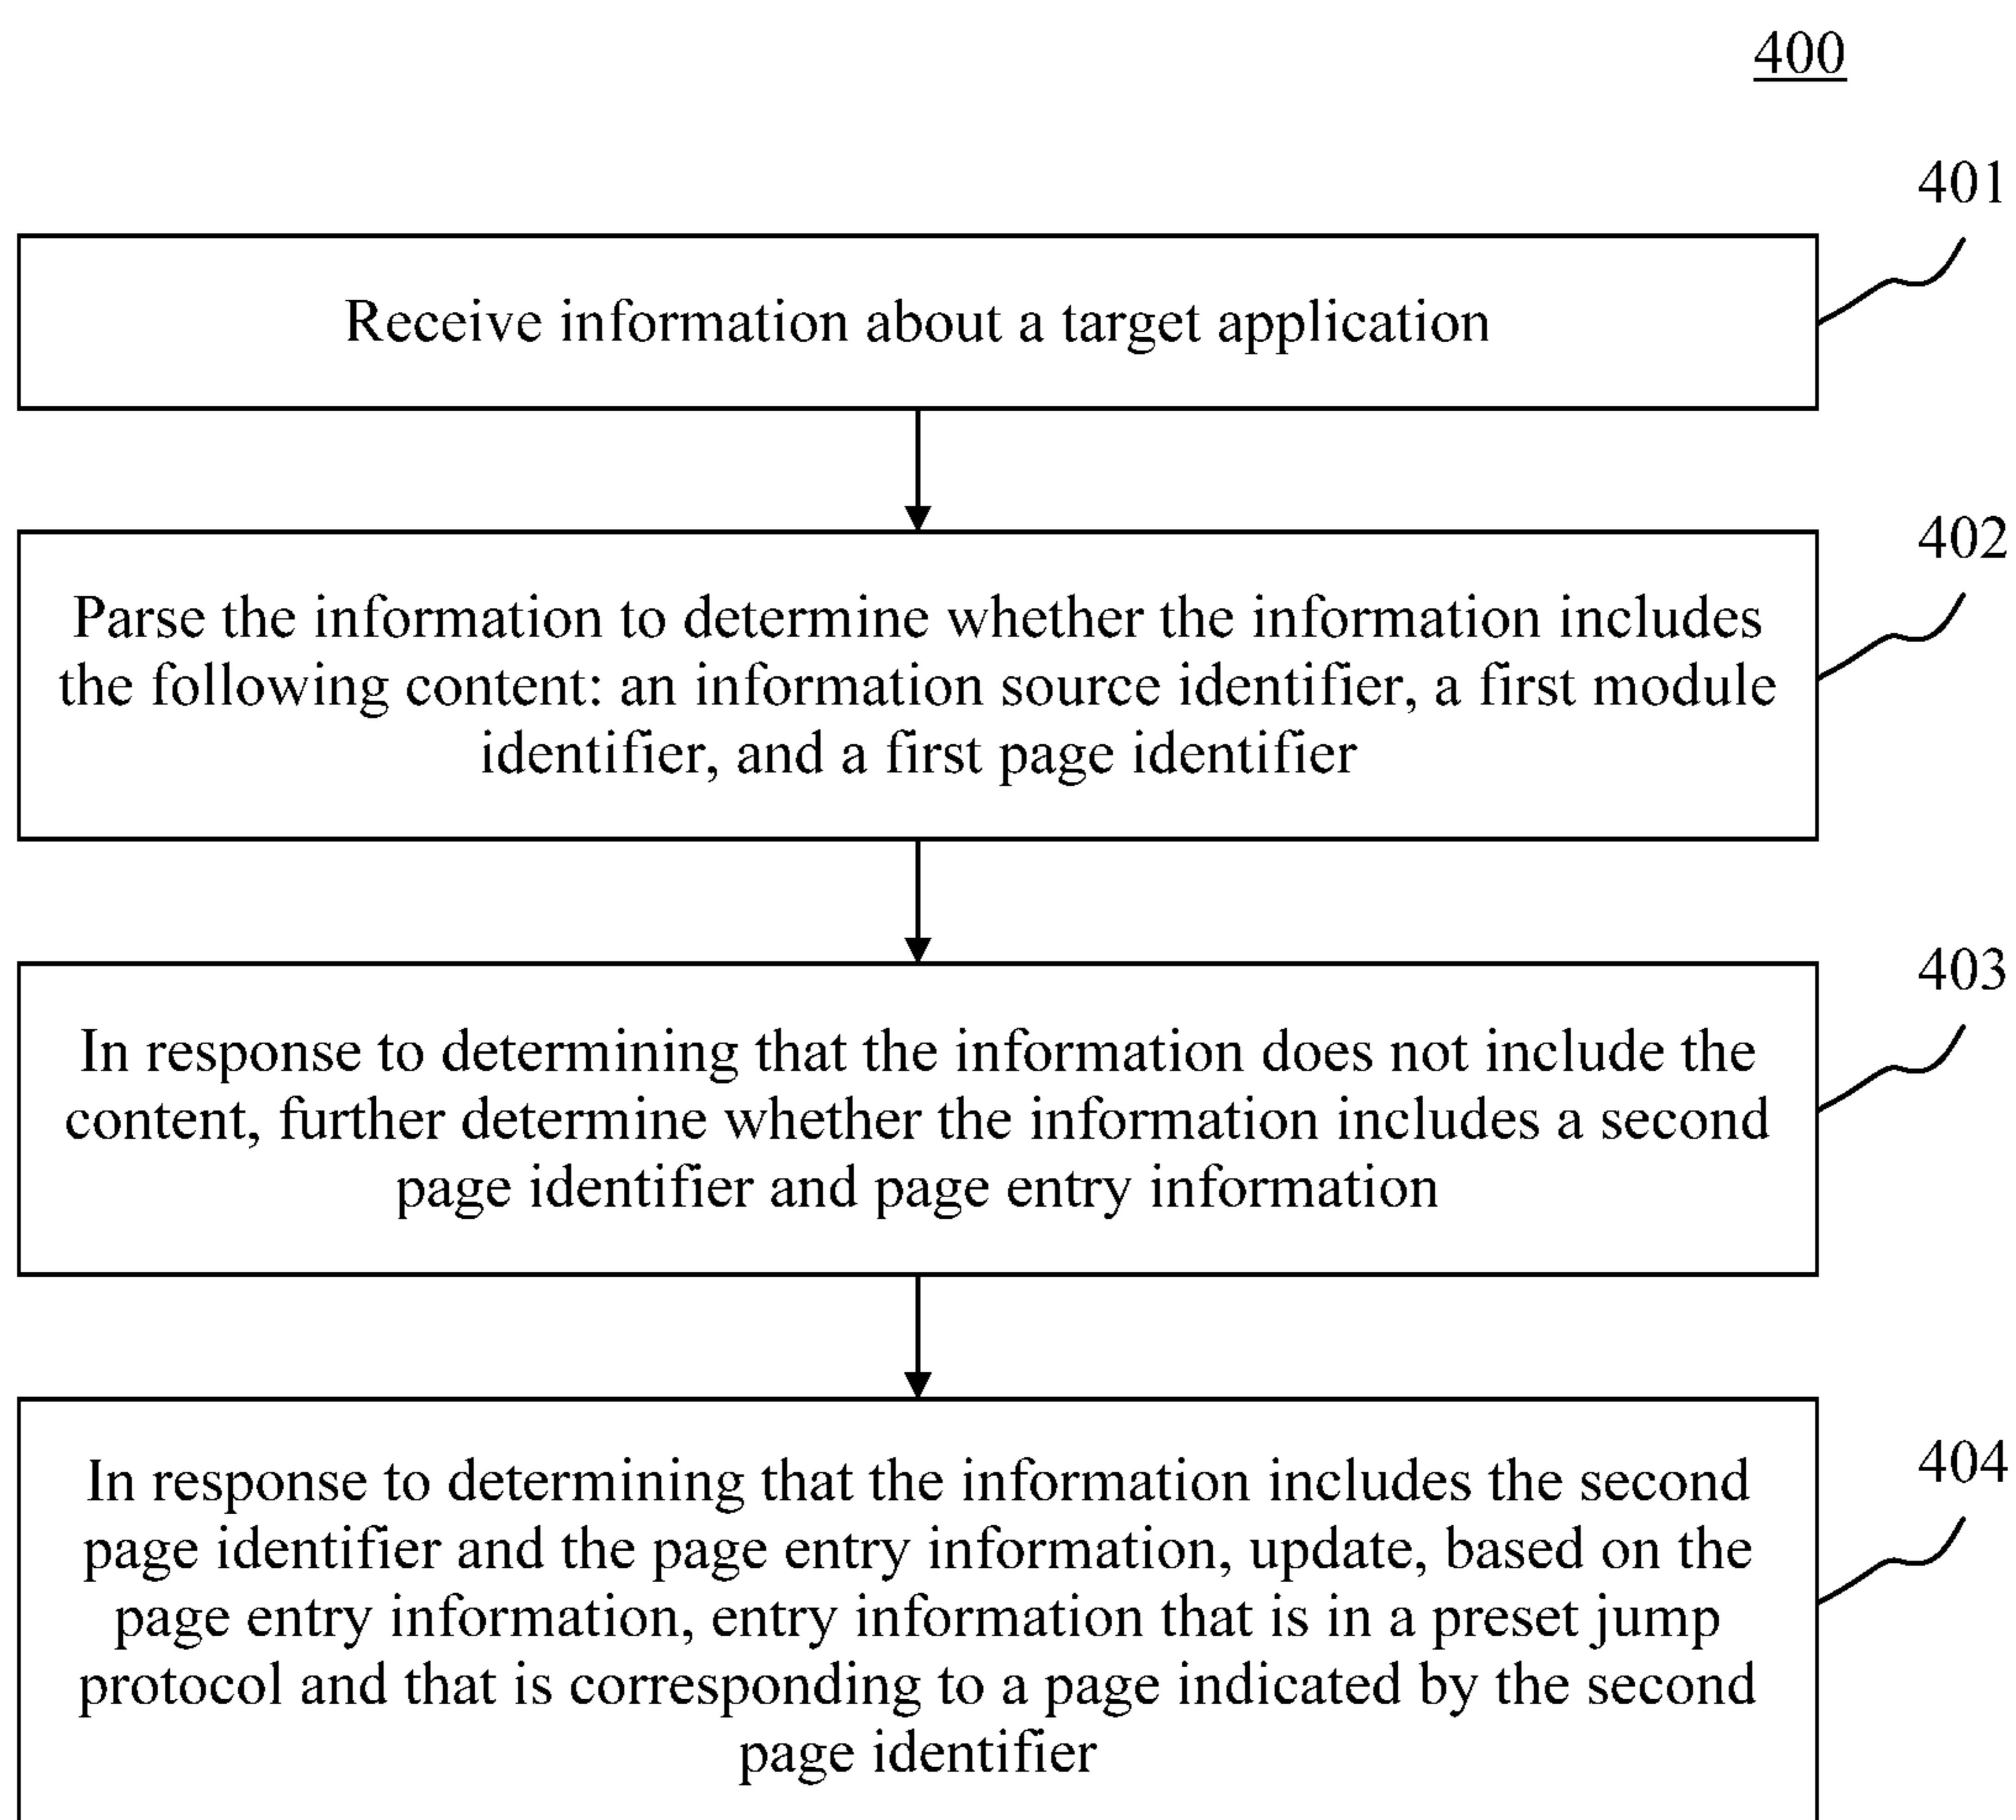 400
401
Receive information about a target application
402
Parse the information to determine whether the information includes
the following content: an information source identifier, a first module
identifier, and a first page identifier
403
In response to determining that the information does not include the
content, further determine whether the information includes a second
page identifier and page entry information
404
In response to determining that the information includes the second
page identifier and the page entry information, update, based on the
page entry information, entry information that is in a preset jump
protocol and that is corresponding to a page indicated by the second
page identifier